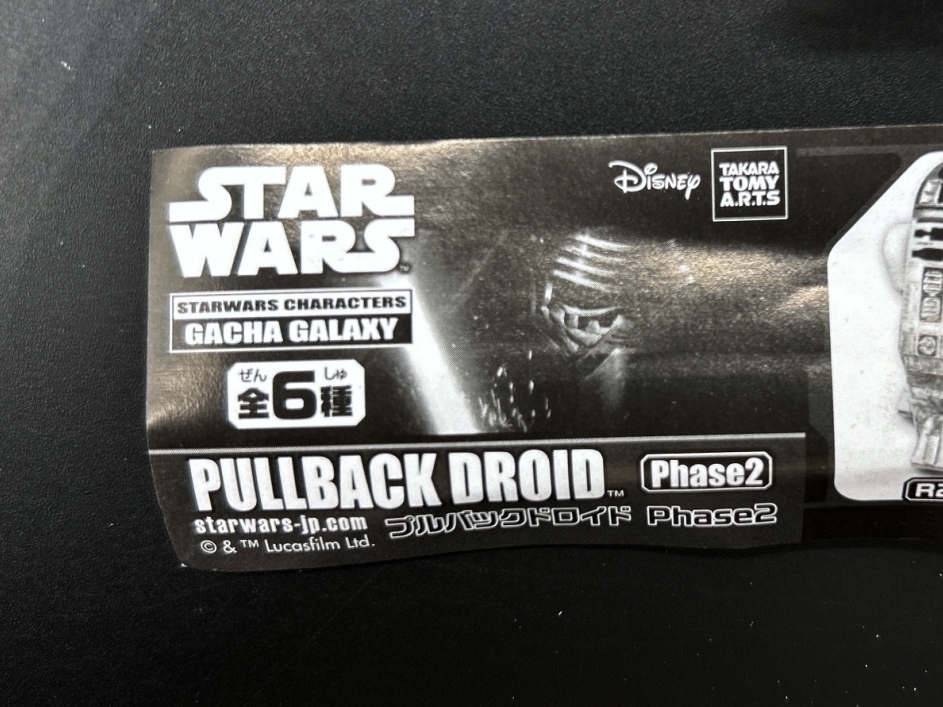 STAR
WARS™
Disney
TAKARA
TOMY
A.R.T.S
STARWARS CHARACTERS
GACHA GALAXY
ぜん しゅ
全6種
PULLBACK DROID™ Phase2
starwars-jp.com プルバックドロイド Phase2
© & ™ Lucasfilm Ltd.